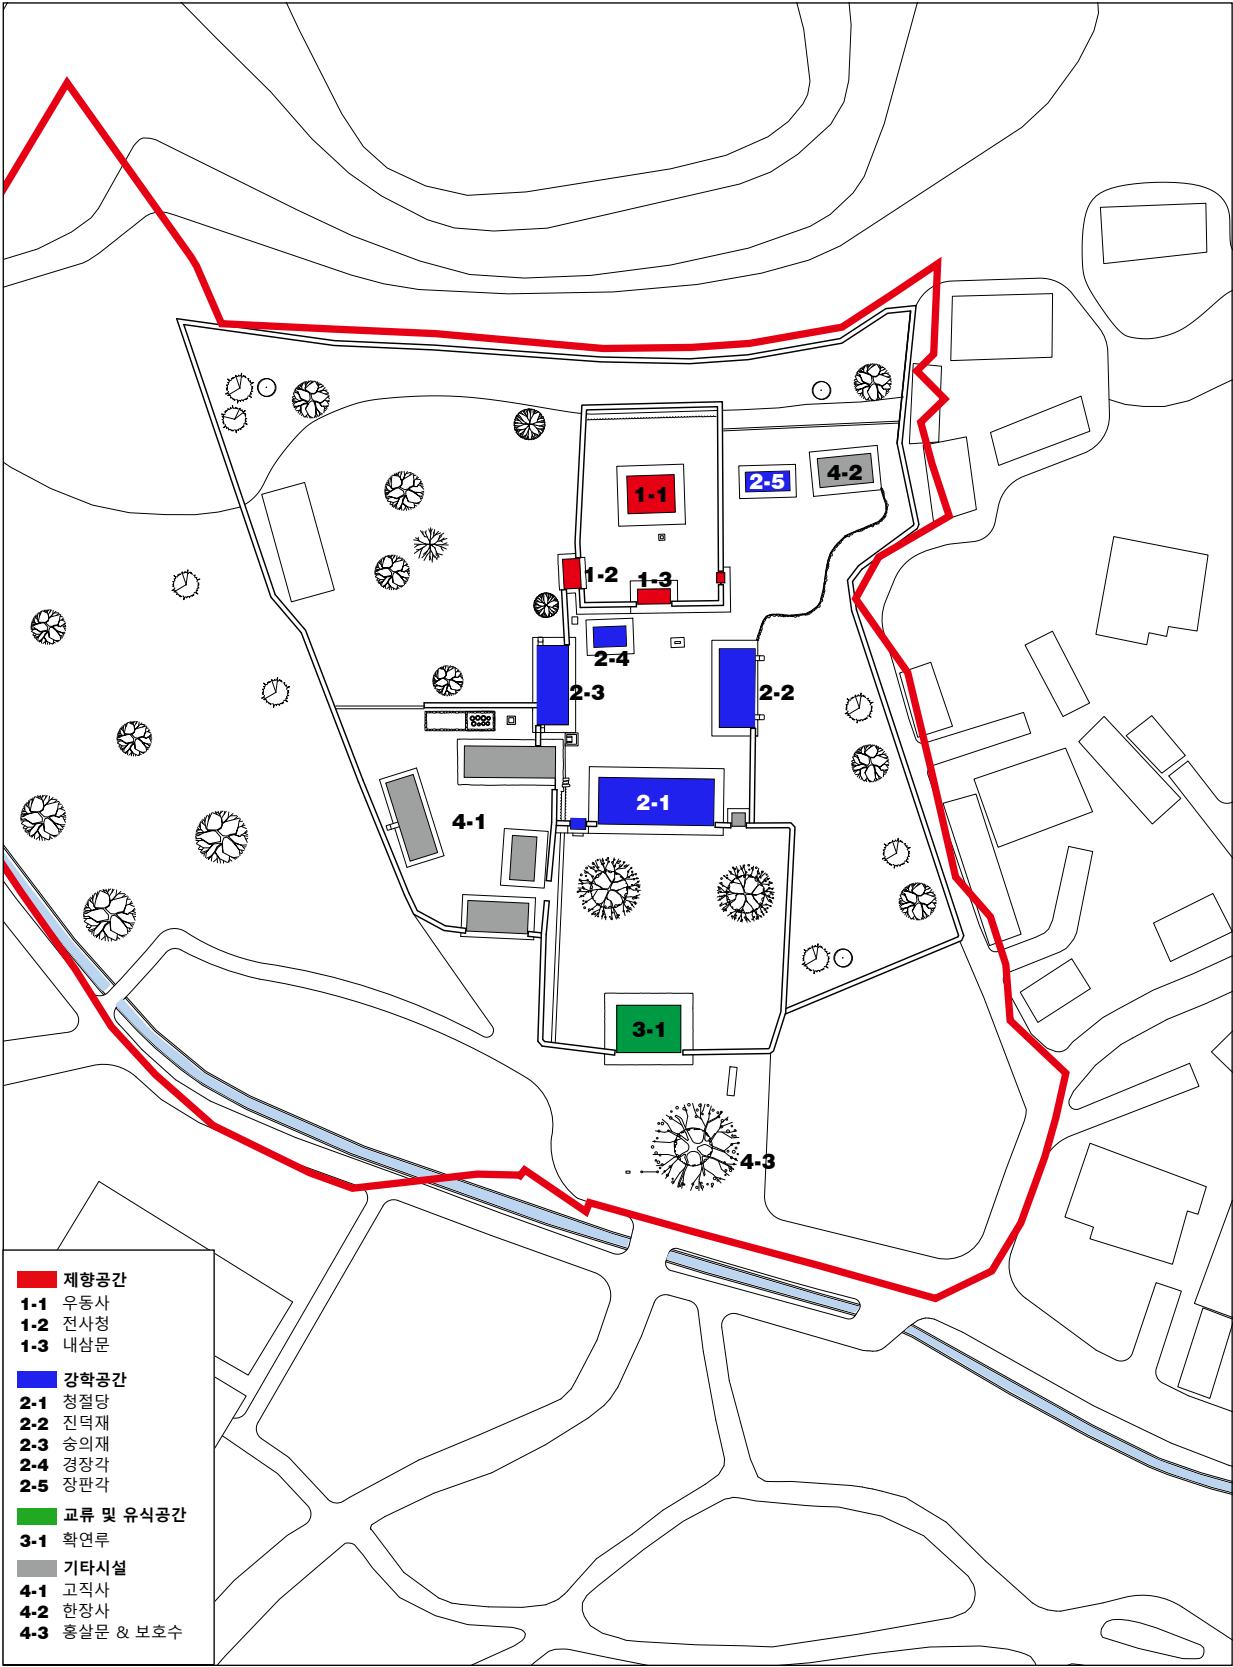 2-5
4-2
1-1
1-2
1-3
2-4
2-3
2-2
2-1
4-1
3-1
4-3
제향공간
1-1 우동사
1-2 전사청
1-3 내삼문
강학공간
2-1 청절당
2-2 진덕재
2-3 숭의재
2-4 경장각
2-5 장판각
교류 및 유식공간
3-1 확연루
기타시설
4-1 고직사
4-2 한장사
4-3 홍살문 & 보호수